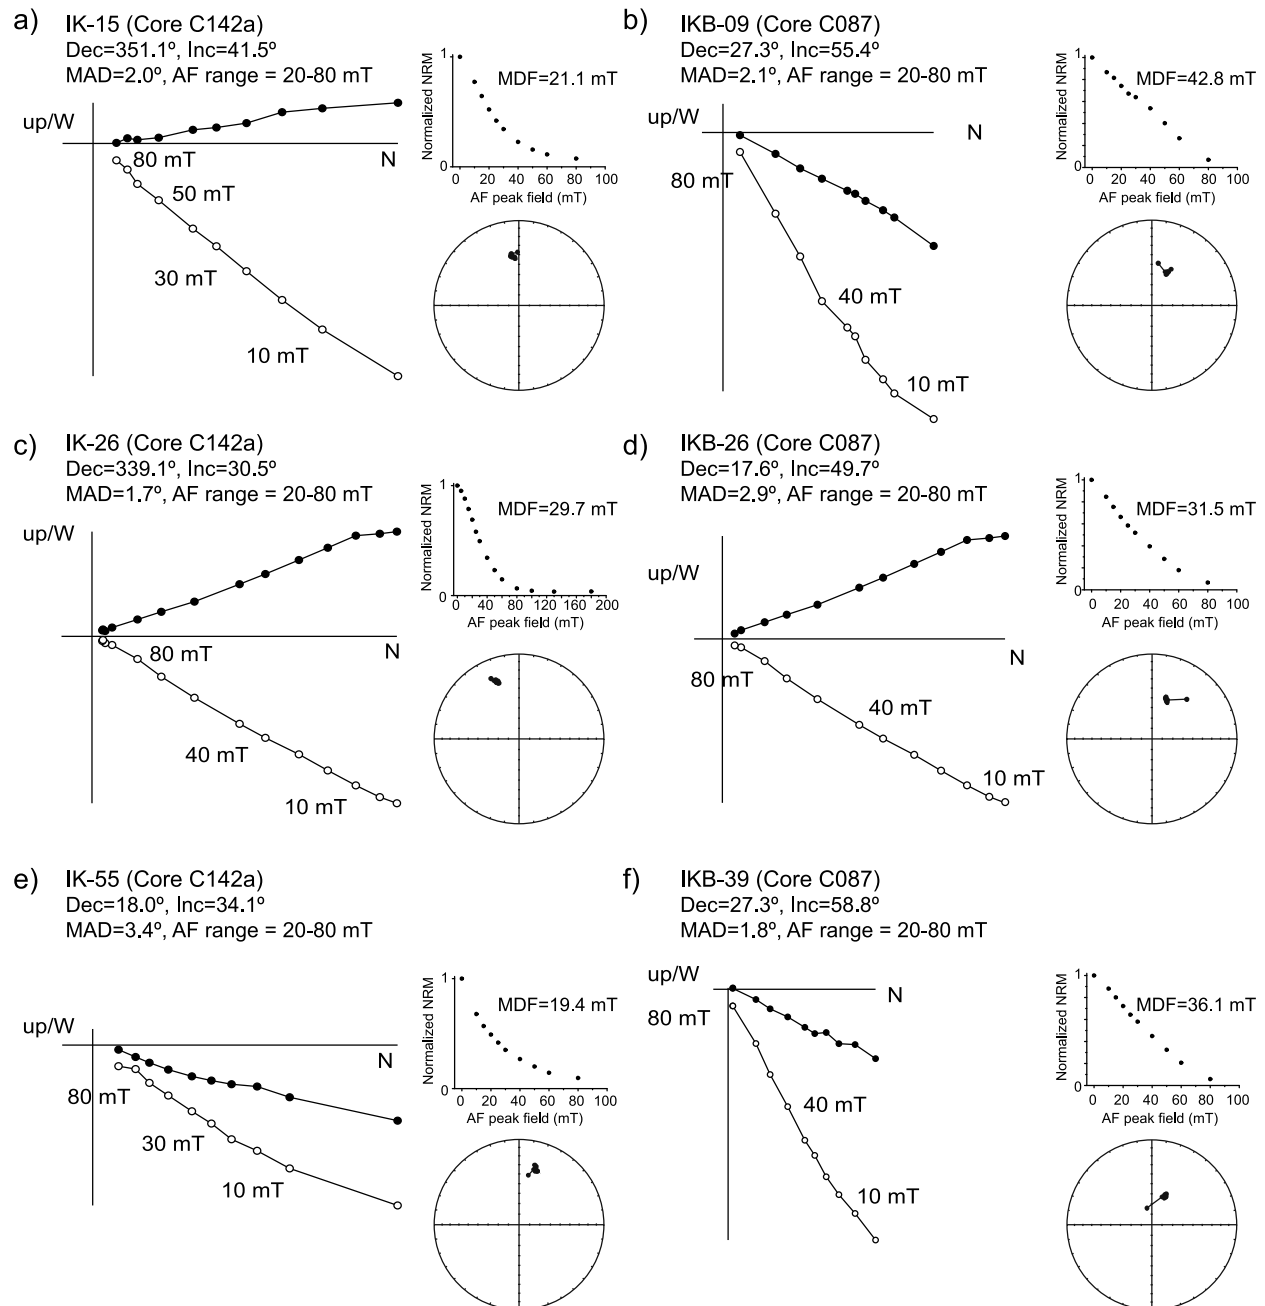 a) IK-15 (Core C142a)
Dec=351.1º, Inc=41.5º
MAD=2.0º, AF range = 20-80 mT
up/W
N
80 mT
50 mT
30 mT
10 mT
Normalized NRM
1
0
MDF=21.1 mT
0 20 40 60 80 100
AF peak field (mT)
b) IKB-09 (Core C087)
Dec=27.3º, Inc=55.4º
MAD=2.1º, AF range = 20-80 mT
up/W
N
80 mT
40 mT
10 mT
Normalized NRM
1
0
MDF=42.8 mT
0 20 40 60 80 100
AF peak field (mT)
c) IK-26 (Core C142a)
Dec=339.1º, Inc=30.5º
MAD=1.7º, AF range = 20-80 mT
up/W
N
80 mT
40 mT
10 mT
Normalized NRM
1
0
MDF=29.7 mT
0 40 80 120 160 200
AF peak field (mT)
d) IKB-26 (Core C087)
Dec=17.6º, Inc=49.7º
MAD=2.9º, AF range = 20-80 mT
up/W
N
80 mT
40 mT
10 mT
Normalized NRM
1
0
MDF=31.5 mT
0 20 40 60 80 100
AF peak field (mT)
e) IK-55 (Core C142a)
Dec=18.0º, Inc=34.1º
MAD=3.4º, AF range = 20-80 mT
up/W
N
80 mT
30 mT
10 mT
Normalized NRM
1
0
MDF=19.4 mT
0 20 40 60 80 100
AF peak field (mT)
f) IKB-39 (Core C087)
Dec=27.3º, Inc=58.8º
MAD=1.8º, AF range = 20-80 mT
up/W
N
80 mT
40 mT
10 mT
Normalized NRM
1
0
MDF=36.1 mT
0 20 40 60 80 100
AF peak field (mT)